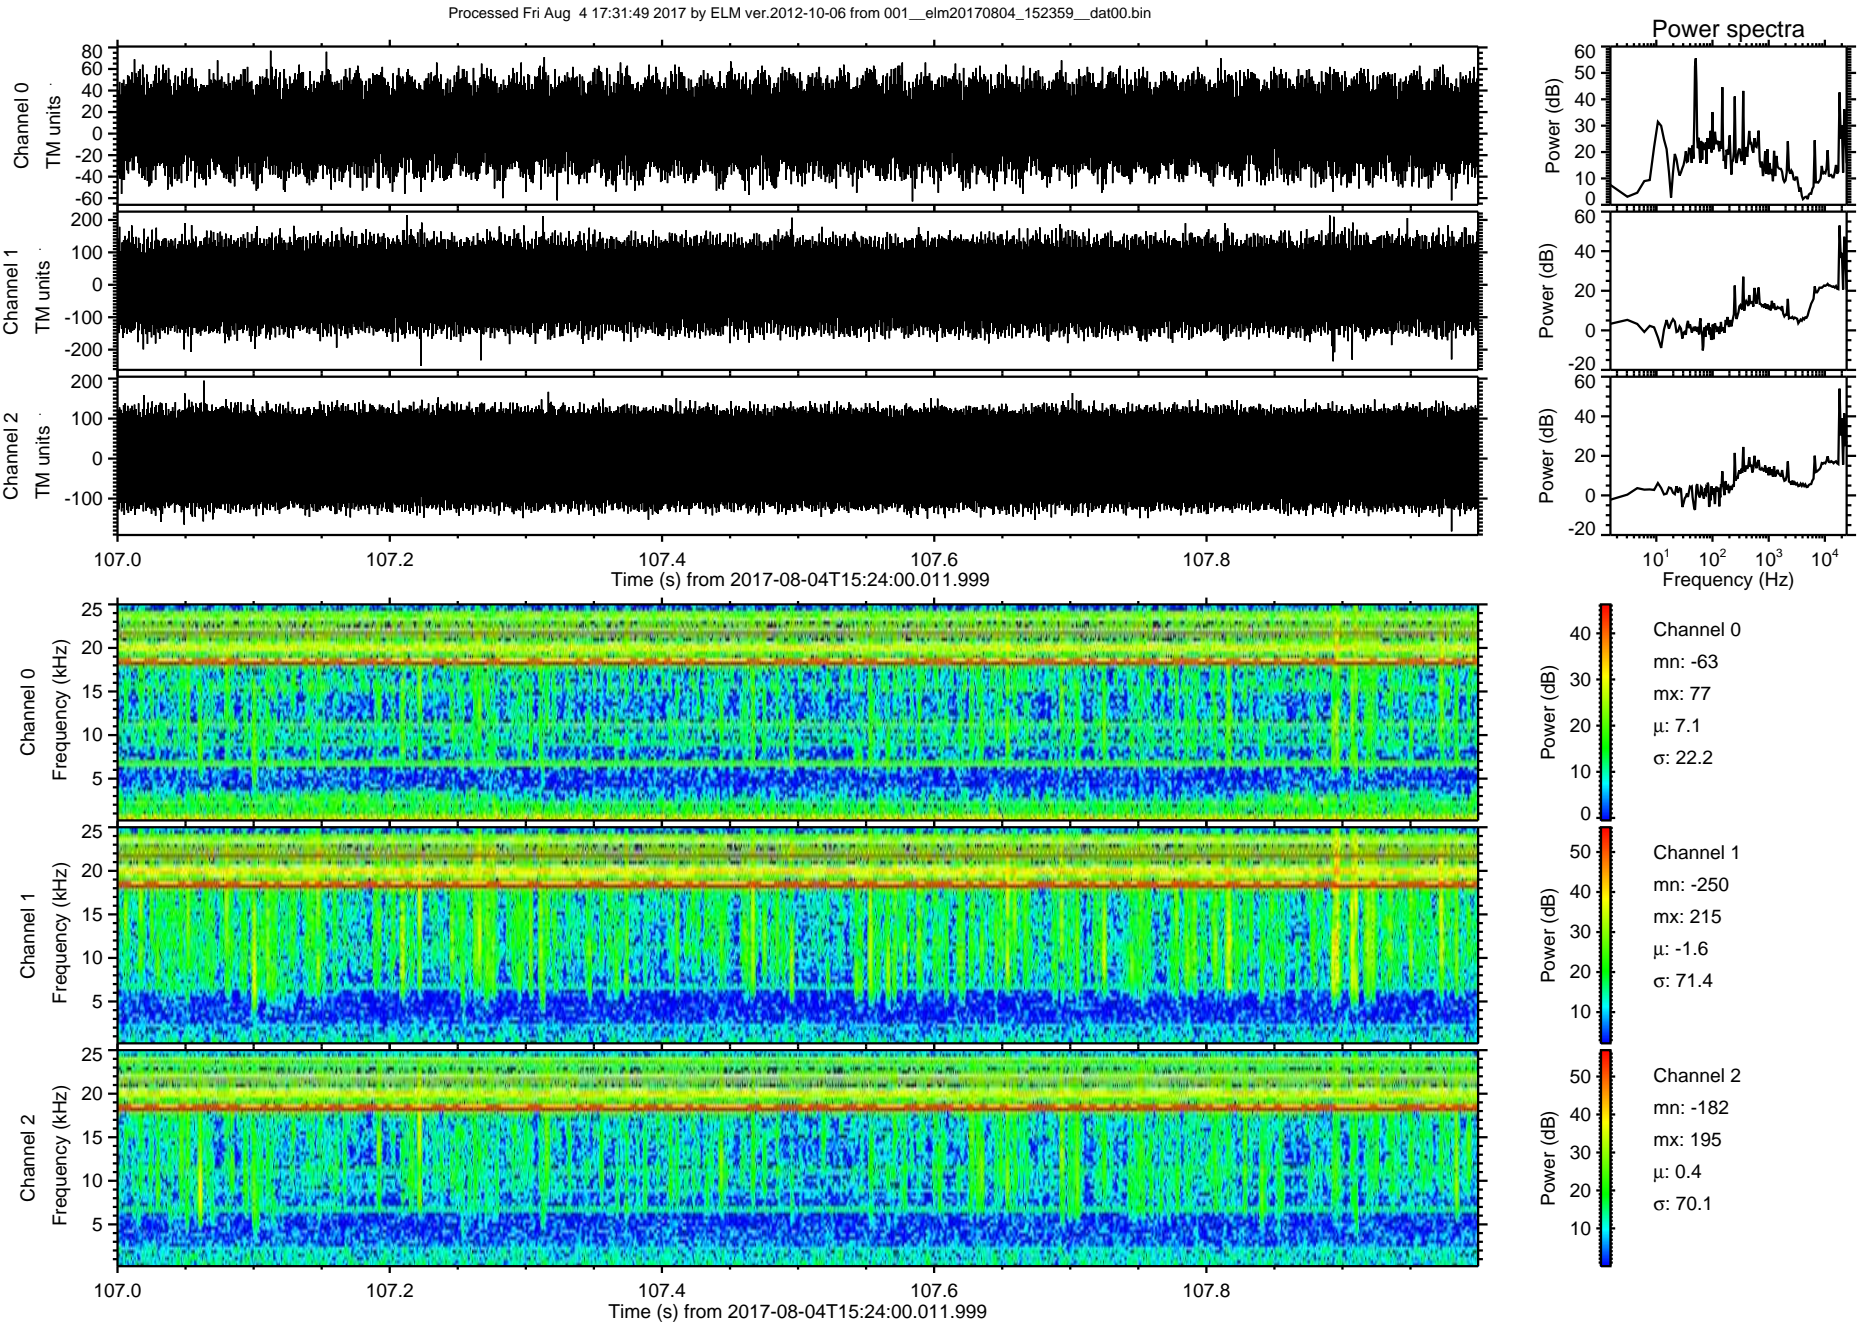 Processed Fri Aug  4 17:31:49 2017 by ELM ver.2012-10-06 from 001__elm20170804_152359__dat00.bin
Power spectra
Channel 0
TM units
80
60
40
20
0
-20
-40
-60
Power (dB)
60
50
40
30
20
10
0
Channel 1
TM units
200
100
0
-100
-200
Power (dB)
60
40
20
0
-20
Channel 2
TM units
200
100
0
-100
Power (dB)
60
40
20
0
-20
107.0 107.2 107.4 107.6 107.8
Time (s) from 2017-08-04T15:24:00.011.999
10^1 10^2 10^3 10^4
Frequency (Hz)
Channel 0
Frequency (kHz)
25
20
15
10
5
Power (dB)
40
30
20
10
0
Channel 0
mn: -63
mx: 77
µ: 7.1
σ: 22.2
Channel 1
Frequency (kHz)
25
20
15
10
5
Power (dB)
50
40
30
20
10
Channel 1
mn: -250
mx: 215
µ: -1.6
σ: 71.4
Channel 2
Frequency (kHz)
25
20
15
10
5
Power (dB)
50
40
30
20
10
Channel 2
mn: -182
mx: 195
µ: 0.4
σ: 70.1
107.0 107.2 107.4 107.6 107.8
Time (s) from 2017-08-04T15:24:00.011.999